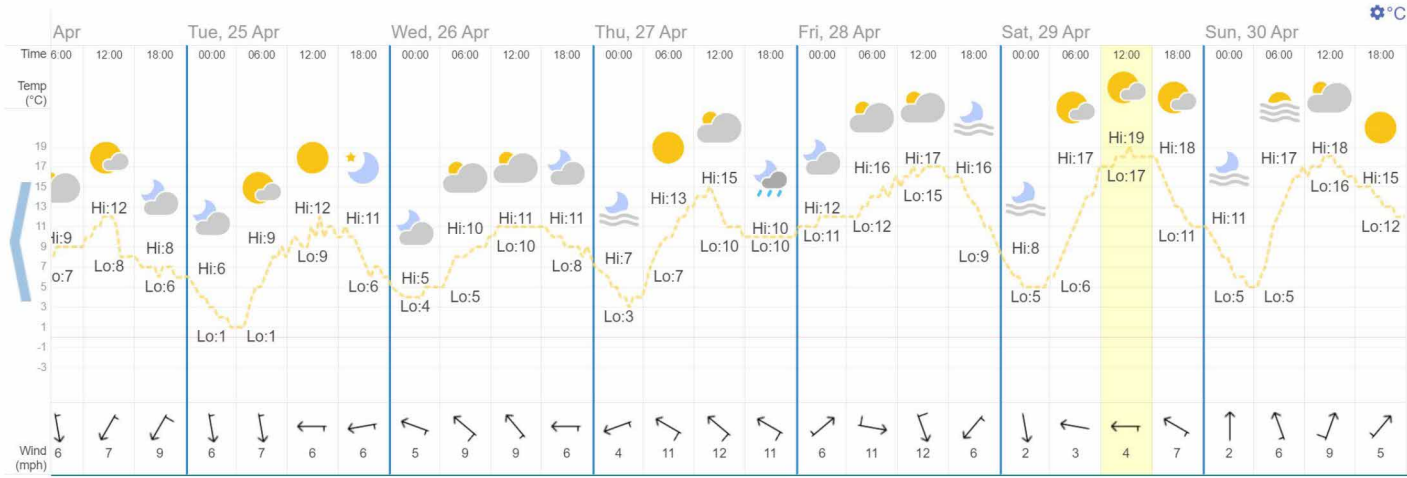 °C
Apr Tue, 25 Apr Wed, 26 Apr Thu, 27 Apr Fri, 28 Apr Sat, 29 Apr Sun, 30 Apr
Time 6:00 12:00 18:00 00:00 06:00 12:00 18:00 00:00 06:00 12:00 18:00 00:00 06:00 12:00 18:00 00:00 06:00 12:00 18:00 00:00 06:00 12:00 18:00 00:00 06:00 12:00 18:00
Temp
(°C)
19
17
15
13
11
9
7
5
3
1
-1
-3
Hi:9 Hi:12 Hi:8 Hi:6 Hi:9 Hi:12 Hi:11 Hi:5 Hi:10 Hi:11 Hi:11 Hi:7 Hi:13 Hi:15 Hi:10 Hi:12 Hi:16 Hi:17 Hi:16 Hi:8 Hi:17 Hi:19 Hi:18 Hi:11 Hi:17 Hi:18 Hi:15
o:7 Lo:8 Lo:6 Lo:1 Lo:1 Lo:9 Lo:6 Lo:4 Lo:5 Lo:10 Lo:8 Lo:3 Lo:7 Lo:10 Lo:10 Lo:11 Lo:12 Lo:15 Lo:9 Lo:5 Lo:6 Lo:17 Lo:11 Lo:5 Lo:5 Lo:16 Lo:12
Wind
(mph)
6 7 9 6 7 6 6 5 9 9 6 4 11 12 11 6 11 12 6 2 3 4 7 2 6 9 5